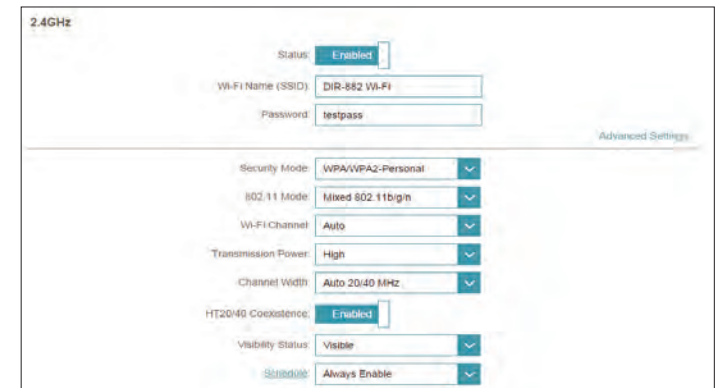 2.4GHz
Status: Enabled
Wi-Fi Name (SSID): DIR-882 Wi-Fi
Password: testpass
Advanced Settings
Security Mode: WPA/WPA2-Personal
802.11 Mode: Mixed 802.11b/g/n
Wi-Fi Channel: Auto
Transmission Power: High
Channel Width: Auto 20/40 MHz
HT20/40 Coexistence: Enabled
Visibility Status: Visible
Schedule: Always Enable